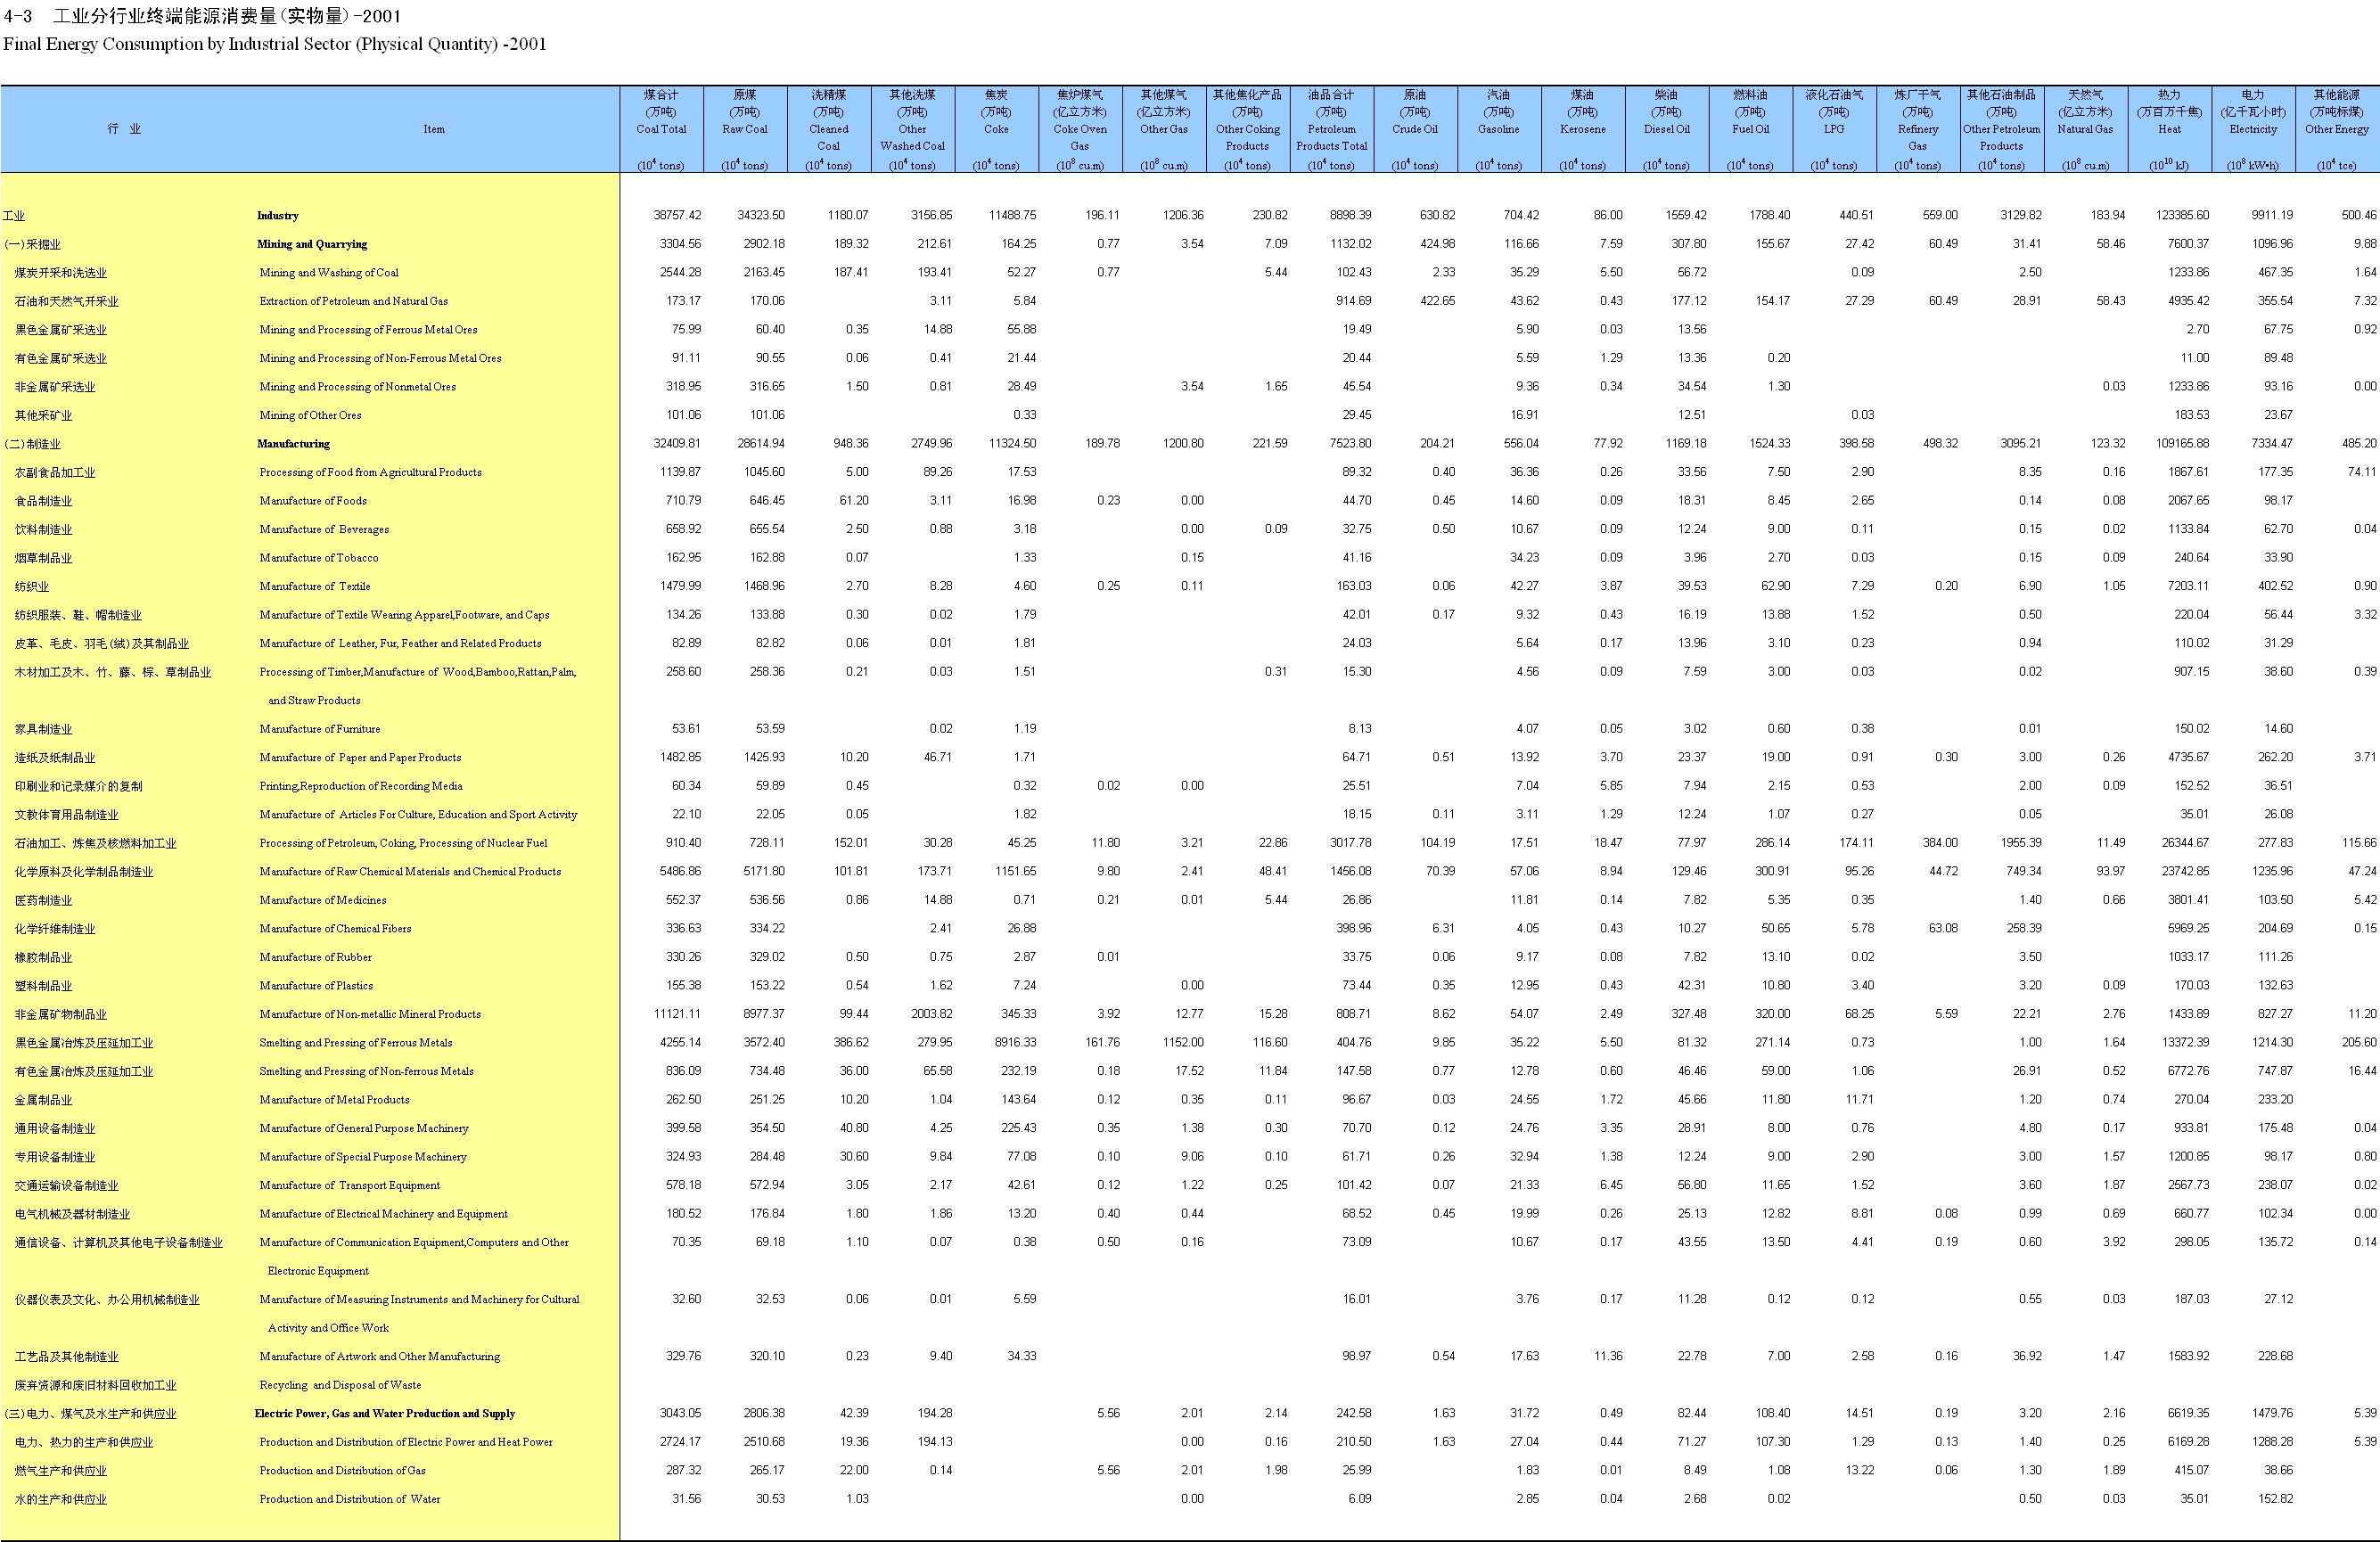 4-3 工业分行业终端能源消费量(实物量)-2001
Final Energy Consumption by Industrial Sector (Physical Quantity) -2001
行 业 Item 煤合计 (万吨) Coal Total (10⁴ tons) 原煤 (万吨) Raw Coal (10⁴ tons) 洗精煤 (万吨) Cleaned Coal (10⁴ tons) 其他洗煤 (万吨) Other Washed Coal (10⁴ tons) 焦炭 (万吨) Coke (10⁴ tons) 焦炉煤气 (亿立方米) Coke Oven Gas (10⁸ cu.m) 其他煤气 (亿立方米) Other Gas (10⁸ cu.m) 其他焦化产品 (万吨) Other Coking Products (10⁴ tons) 油品合计 (万吨) Petroleum Products Total (10⁴ tons) 原油 (万吨) Crude Oil (10⁴ tons) 汽油 (万吨) Gasoline (10⁴ tons) 煤油 (万吨) Kerosene (10⁴ tons) 柴油 (万吨) Diesel Oil (10⁴ tons) 燃料油 (万吨) Fuel Oil (10⁴ tons) 液化石油气 (万吨) LPG (10⁴ tons) 炼厂干气 (万吨) Refinery Gas (10⁴ tons) 其他石油制品 (万吨) Other Petroleum Products (10⁴ tons) 天然气 (亿立方米) Natural Gas (10⁸ cu.m) 热力 (万百万千焦) Heat (10¹⁰ kJ) 电力 (亿千瓦小时) Electricity (10⁸ kW•h) 其他能源 (万吨标煤) Other Energy (10⁴ tce)
工业 Industry 38757.42 34323.50 1180.07 3156.85 11488.75 196.11 1206.36 230.82 8898.39 630.82 704.42 86.00 1559.42 1788.40 440.51 559.00 3129.82 183.94 123385.60 9911.19 500.46
(一)采掘业 Mining and Quarrying 3304.56 2902.18 189.32 212.61 164.25 0.77 3.54 7.09 1132.02 424.98 116.66 7.59 307.80 155.67 27.42 60.49 31.41 58.46 7600.37 1096.96 9.88
煤炭开采和洗选业 Mining and Washing of Coal 2544.28 2163.45 187.41 193.41 52.27 0.77 5.44 102.43 2.33 35.29 5.50 56.72 0.09 2.50 1233.86 467.35 1.64
石油和天然气开采业 Extraction of Petroleum and Natural Gas 173.17 170.06 3.11 5.84 914.69 422.65 43.62 0.43 177.12 154.17 27.29 60.49 28.91 58.43 4935.42 355.54 7.32
黑色金属矿采选业 Mining and Processing of Ferrous Metal Ores 75.99 60.40 0.35 14.88 55.88 19.49 5.90 0.03 13.56 2.70 67.75 0.92
有色金属矿采选业 Mining and Processing of Non-Ferrous Metal Ores 91.11 90.55 0.06 0.41 21.44 20.44 5.59 1.29 13.36 0.20 11.00 89.48
非金属矿采选业 Mining and Processing of Nonmetal Ores 318.95 316.65 1.50 0.81 28.49 3.54 1.65 45.54 9.36 0.34 34.54 1.30 0.03 1233.86 93.16 0.00
其他采矿业 Mining of Other Ores 101.06 101.06 0.33 29.45 16.91 12.51 0.03 183.53 23.67
(二)制造业 Manufacturing 32409.81 28614.94 948.36 2749.96 11324.50 189.78 1200.80 221.59 7523.80 204.21 556.04 77.92 1169.18 1524.33 398.58 498.32 3095.21 123.32 109165.88 7334.47 485.20
农副食品加工业 Processing of Food from Agricultural Products 1139.87 1045.60 5.00 89.26 17.53 89.32 0.40 36.36 0.26 33.56 7.50 2.90 8.35 0.16 1867.61 177.35 74.11
食品制造业 Manufacture of Foods 710.79 646.45 61.20 3.11 16.98 0.23 0.00 44.70 0.45 14.60 0.09 18.31 8.45 2.65 0.14 0.08 2067.65 98.17
饮料制造业 Manufacture of Beverages 658.92 655.54 2.50 0.88 3.18 0.00 0.09 32.75 0.50 10.67 0.09 12.24 9.00 0.11 0.15 0.02 1133.84 62.70 0.04
烟草制品业 Manufacture of Tobacco 162.95 162.88 0.07 1.33 0.15 41.16 34.23 0.09 3.96 2.70 0.03 0.15 0.09 240.64 33.90
纺织业 Manufacture of Textile 1479.99 1468.96 2.70 8.28 4.60 0.25 0.11 163.03 0.06 42.27 3.87 39.53 62.90 7.29 0.20 6.90 1.05 7203.11 402.52 0.90
纺织服装、鞋、帽制造业 Manufacture of Textile Wearing Apparel,Footware, and Caps 134.26 133.88 0.30 0.02 1.79 42.01 0.17 9.32 0.43 16.19 13.88 1.52 0.50 220.04 56.44 3.32
皮革、毛皮、羽毛(绒)及其制品业 Manufacture of Leather, Fur, Feather and Related Products 82.89 82.82 0.06 0.01 1.81 24.03 5.64 0.17 13.96 3.10 0.23 0.94 110.02 31.29
木材加工及木、竹、藤、棕、草制品业 Processing of Timber,Manufacture of Wood,Bamboo,Rattan,Palm, 258.60 258.36 0.21 0.03 1.51 0.31 15.30 4.56 0.09 7.59 3.00 0.03 0.02 907.15 38.60 0.39
and Straw Products
家具制造业 Manufacture of Furniture 53.61 53.59 0.02 1.19 8.13 4.07 0.05 3.02 0.60 0.38 0.01 150.02 14.60
造纸及纸制品业 Manufacture of Paper and Paper Products 1482.85 1425.93 10.20 46.71 1.71 64.71 0.51 13.92 3.70 23.37 19.00 0.91 0.30 3.00 0.26 4735.67 262.20 3.71
印刷业和记录媒介的复制 Printing,Reproduction of Recording Media 60.34 59.89 0.45 0.32 0.02 0.00 25.51 7.04 5.85 7.94 2.15 0.53 2.00 0.09 152.52 36.51
文教体育用品制造业 Manufacture of Articles For Culture, Education and Sport Activity 22.10 22.05 0.05 1.82 18.15 0.11 3.11 1.29 12.24 1.07 0.27 0.05 35.01 26.08
石油加工、炼焦及核燃料加工业 Processing of Petroleum, Coking, Processing of Nuclear Fuel 910.40 728.11 152.01 30.28 45.25 11.80 3.21 22.86 3017.78 104.19 17.51 18.47 77.97 286.14 174.11 384.00 1955.39 11.49 26344.67 277.83 115.66
化学原料及化学制品制造业 Manufacture of Raw Chemical Materials and Chemical Products 5486.86 5171.80 101.81 173.71 1151.65 9.80 2.41 48.41 1456.08 70.39 57.06 8.94 129.46 300.91 95.26 44.72 749.34 93.97 23742.85 1235.96 47.24
医药制造业 Manufacture of Medicines 552.37 536.56 0.86 14.88 0.71 0.21 0.01 5.44 26.86 11.81 0.14 7.82 5.35 0.35 1.40 0.66 3801.41 103.50 5.42
化学纤维制造业 Manufacture of Chemical Fibers 336.63 334.22 2.41 26.88 398.96 6.31 4.05 0.43 10.27 50.65 5.78 63.08 258.39 5969.25 204.69 0.15
橡胶制品业 Manufacture of Rubber 330.26 329.02 0.50 0.75 2.87 0.01 33.75 0.06 9.17 0.08 7.82 13.10 0.02 3.50 1033.17 111.26
塑料制品业 Manufacture of Plastics 155.38 153.22 0.54 1.62 7.24 0.00 73.44 0.35 12.95 0.43 42.31 10.80 3.40 3.20 0.09 170.03 132.63
非金属矿物制品业 Manufacture of Non-metallic Mineral Products 11121.11 8977.37 99.44 2003.82 345.33 3.92 12.77 15.28 808.71 8.62 54.07 2.49 327.48 320.00 68.25 5.59 22.21 2.76 1433.89 827.27 11.20
黑色金属冶炼及压延加工业 Smelting and Pressing of Ferrous Metals 4255.14 3572.40 386.62 279.95 8916.33 161.76 1152.00 116.60 404.76 9.85 35.22 5.50 81.32 271.14 0.73 1.00 1.64 13372.39 1214.30 205.60
有色金属冶炼及压延加工业 Smelting and Pressing of Non-ferrous Metals 836.09 734.48 36.00 65.58 232.19 0.18 17.52 11.84 147.58 0.77 12.78 0.60 46.46 59.00 1.06 26.91 0.52 6772.76 747.87 16.44
金属制品业 Manufacture of Metal Products 262.50 251.25 10.20 1.04 143.64 0.12 0.35 0.11 96.67 0.03 24.55 1.72 45.66 11.80 11.71 1.20 0.74 270.04 233.20
通用设备制造业 Manufacture of General Purpose Machinery 399.58 354.50 40.80 4.25 225.43 0.35 1.38 0.30 70.70 0.12 24.76 3.35 28.91 8.00 0.76 4.80 0.17 933.81 175.48 0.04
专用设备制造业 Manufacture of Special Purpose Machinery 324.93 284.48 30.60 9.84 77.08 0.10 9.06 0.10 61.71 0.26 32.94 1.38 12.24 9.00 2.90 3.00 1.57 1200.85 98.17 0.80
交通运输设备制造业 Manufacture of Transport Equipment 578.18 572.94 3.05 2.17 42.61 0.12 1.22 0.25 101.42 0.07 21.33 6.45 56.80 11.65 1.52 3.60 1.87 2567.73 238.07 0.02
电气机械及器材制造业 Manufacture of Electrical Machinery and Equipment 180.52 176.84 1.80 1.86 13.20 0.40 0.44 68.52 0.45 19.99 0.26 25.13 12.82 8.81 0.08 0.99 0.69 660.77 102.34 0.00
通信设备、计算机及其他电子设备制造业 Manufacture of Communication Equipment,Computers and Other 70.35 69.18 1.10 0.07 0.38 0.50 0.16 73.09 10.67 0.17 43.55 13.50 4.41 0.19 0.60 3.92 298.05 135.72 0.14
Electronic Equipment
仪器仪表及文化、办公用机械制造业 Manufacture of Measuring Instruments and Machinery for Cultural 32.60 32.53 0.06 0.01 5.59 16.01 3.76 0.17 11.28 0.12 0.12 0.55 0.03 187.03 27.12
Activity and Office Work
工艺品及其他制造业 Manufacture of Artwork and Other Manufacturing 329.76 320.10 0.23 9.40 34.33 98.97 0.54 17.63 11.36 22.78 7.00 2.58 0.16 36.92 1.47 1583.92 228.68
废弃资源和废旧材料回收加工业 Recycling and Disposal of Waste
(三)电力、煤气及水生产和供应业 Electric Power, Gas and Water Production and Supply 3043.05 2806.38 42.39 194.28 5.56 2.01 2.14 242.58 1.63 31.72 0.49 82.44 108.40 14.51 0.19 3.20 2.16 6619.35 1479.76 5.39
电力、热力的生产和供应业 Production and Distribution of Electric Power and Heat Power 2724.17 2510.68 19.36 194.13 0.00 0.16 210.50 1.63 27.04 0.44 71.27 107.30 1.29 0.13 1.40 0.25 6169.28 1288.28 5.39
燃气生产和供应业 Production and Distribution of Gas 287.32 265.17 22.00 0.14 5.56 2.01 1.98 25.99 1.83 0.01 8.49 1.08 13.22 0.06 1.30 1.89 415.07 38.66
水的生产和供应业 Production and Distribution of Water 31.56 30.53 1.03 0.00 6.09 2.85 0.04 2.68 0.02 0.50 0.03 35.01 152.82